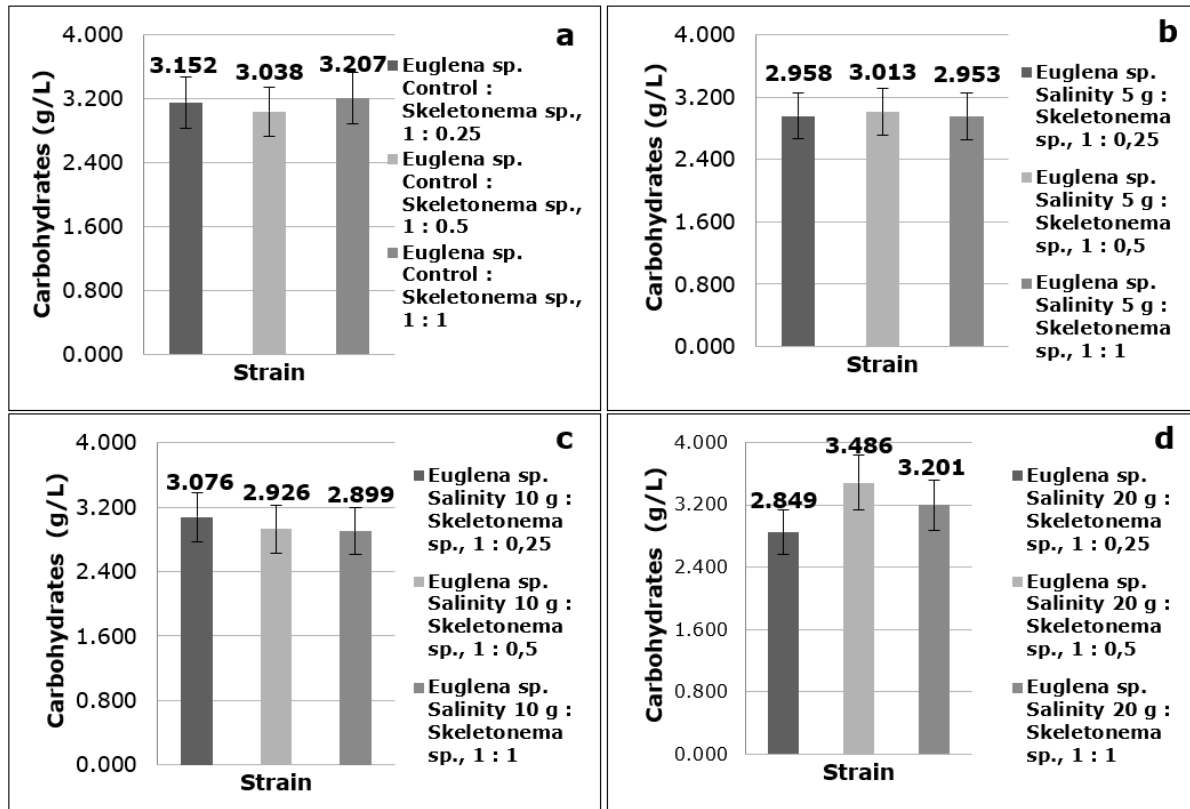 a
Carbohydrates (g/L)
4.000
3.200
2.400
1.600
0.800
0.000
3.152
3.038
3.207
Strain
Euglena sp.
Control :
Skeletonema sp.,
1 : 0.25
Euglena sp.
Control :
Skeletonema sp.,
1 : 0.5
Euglena sp.
Control :
Skeletonema sp.,
1 : 1
b
Carbohydrates (g/L)
4.000
3.200
2.400
1.600
0.800
0.000
2.958
3.013
2.953
Strain
Euglena sp.
Salinity 5 g :
Skeletonema
sp., 1 : 0,25
Euglena sp.
Salinity 5 g :
Skeletonema
sp., 1 : 0,5
Euglena sp.
Salinity 5 g :
Skeletonema
sp., 1 : 1
c
Carbohydrates (g/L)
4.000
3.200
2.400
1.600
0.800
0.000
3.076
2.926
2.899
Strain
Euglena sp.
Salinity 10 g :
Skeletonema
sp., 1 : 0,25
Euglena sp.
Salinity 10 g :
Skeletonema
sp., 1 : 0,5
Euglena sp.
Salinity 10 g :
Skeletonema
sp., 1 : 1
d
Carbohydrates (g/L)
4.000
3.200
2.400
1.600
0.800
0.000
2.849
3.486
3.201
Strain
Euglena sp.
Salinity 20 g :
Skeletonema
sp., 1 : 0,25
Euglena sp.
Salinity 20 g :
Skeletonema
sp., 1 : 0,5
Euglena sp.
Salinity 20 g :
Skeletonema
sp., 1 : 1